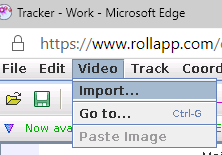 Tracker - Work - Microsoft Edge
https://www.rollapp.com/
File Edit Video Track Coord
Import...
Go to... Ctrl-G
Now avai
Paste Image